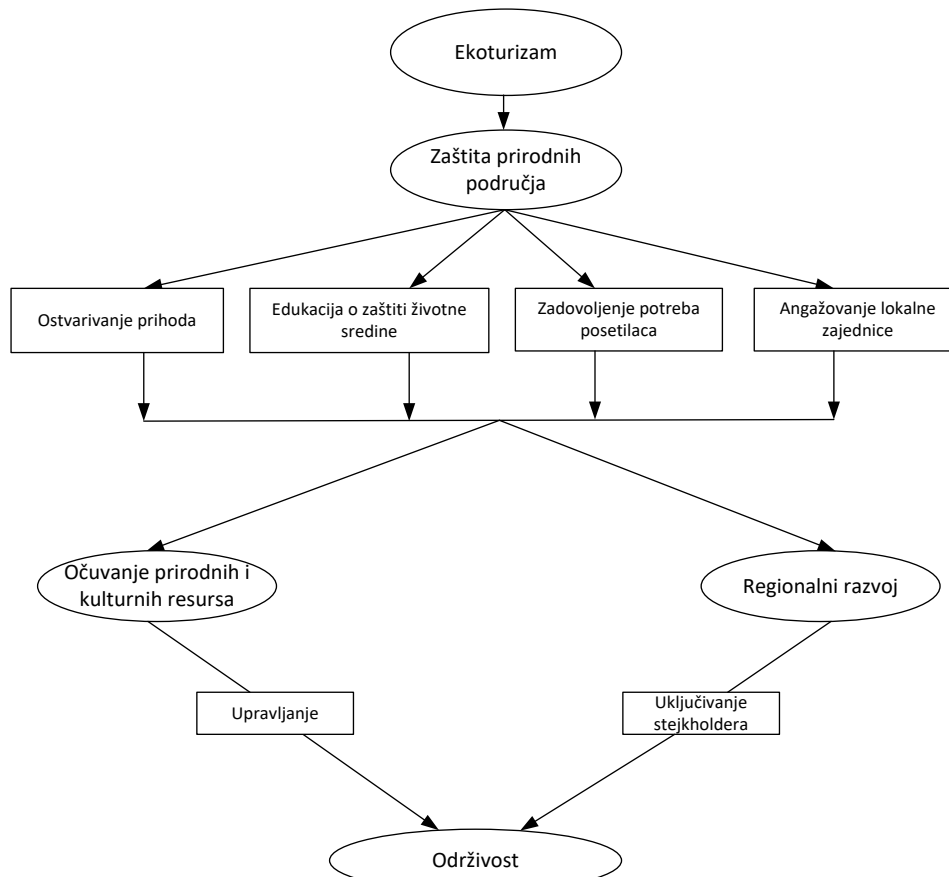 Ekoturizam
Zaštita prirodnih
područja
Ostvarivanje prihoda
Edukacija o zaštiti životne
sredine
Zadovoljenje potreba
posetilaca
Angažovanje lokalne
zajednice
Očuvanje prirodnih i
kulturnih resursa
Regionalni razvoj
Upravljanje
Uključivanje
stejkholdera
Održivost